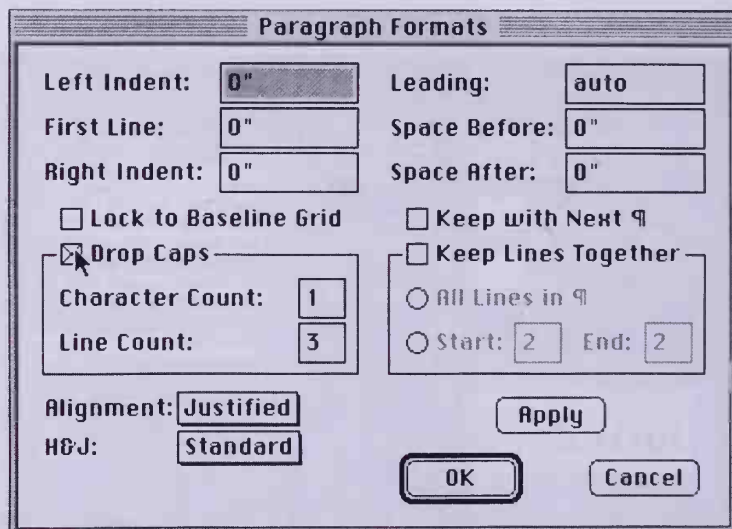 Paragraph Formats
Left Indent: 0" Leading: auto
First Line: 0" Space Before: 0"
Right Indent: 0" Space After: 0"
Lock to Baseline Grid Keep with Next ¶
Drop Caps Keep Lines Together
Character Count: 1 All Lines in ¶
Line Count: 3 Start: 2 End: 2
Alignment: Justified Apply
H&J: Standard
OK Cancel